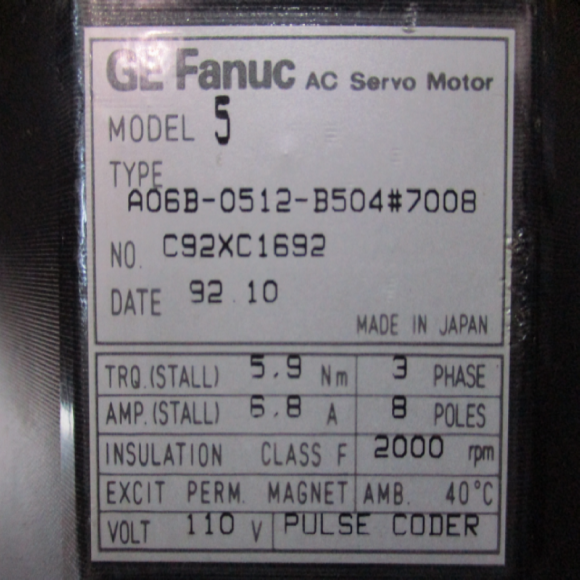 GE Fanuc AC Servo Motor
MODEL 5
TYPE
A06B-0512-B504#7008
NO. C92XC1692
DATE 92.10
MADE IN JAPAN
TRQ.(STALL) 5.9 Nm 3 PHASE
AMP.(STALL) 6.8 A 8 POLES
INSULATION CLASS F 2000 rpm
EXCIT PERM. MAGNET AMB. 40°C
VOLT 110 V PULSE CODER